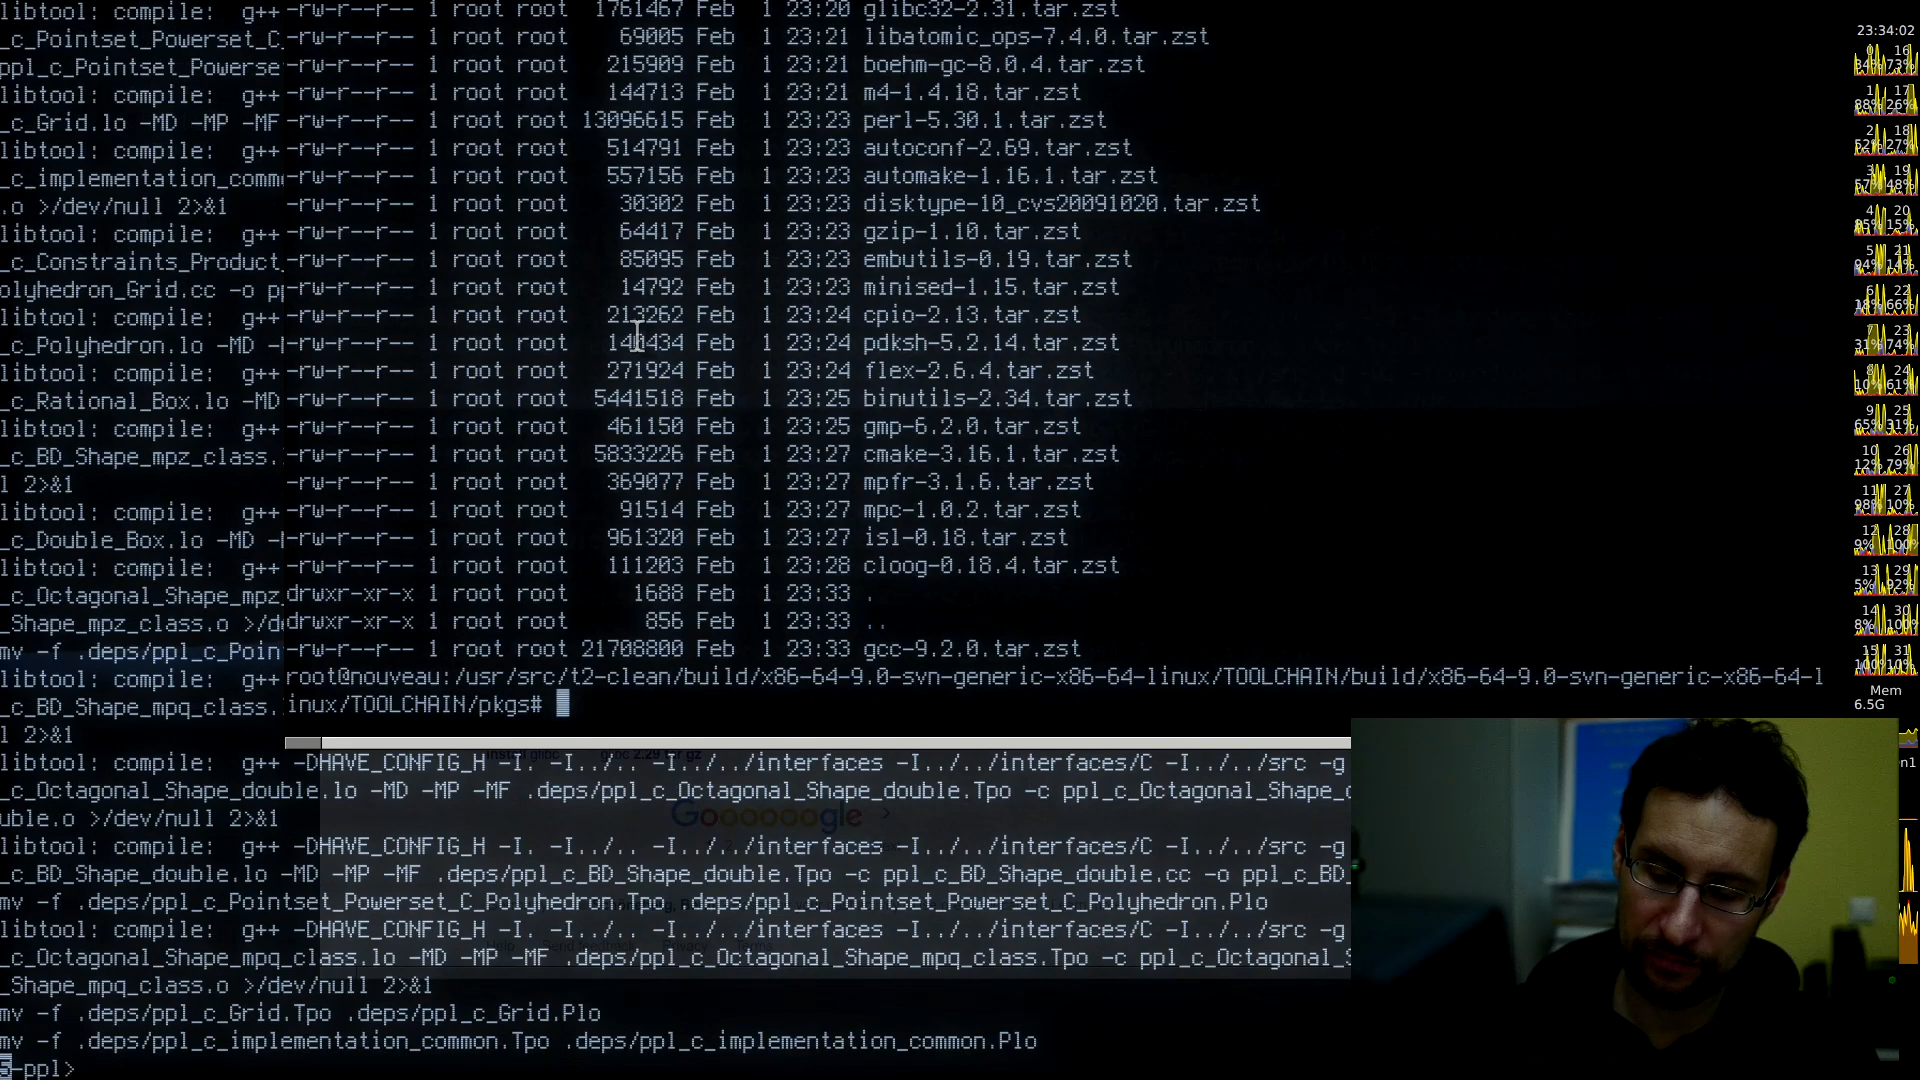 libtool: compile:  g++
_c_Pointset_Powerset_C_
ppl_c_Pointset_Powerse
libtool: compile:  g++
_c_Grid.lo -MD -MP -MF
libtool: compile:  g++
_c_implementation_comm
.o >/dev/null 2>&1
libtool: compile:  g++
_c_Constraints_Product_
olyhedron_Grid.cc -o p
libtool: compile:  g++
_c_Polyhedron.lo -MD -
libtool: compile:  g++
_c_Rational_Box.lo -MD
libtool: compile:  g++
_c_BD_Shape_mpz_class.
l 2>&1
libtool: compile:  g++
_c_Double_Box.lo -MD -
libtool: compile:  g++
_c_Octagonal_Shape_mpz_
_Shape_mpz_class.o >/d
mv -f .deps/ppl_c_Poin
libtool: compile:  g++
_c_BD_Shape_mpq_class.
l 2>&1
-rw-r--r-- 1 root root  1761467 Feb  1 23:20 glibc32-2.31.tar.zst
-rw-r--r-- 1 root root    69005 Feb  1 23:21 libatomic_ops-7.4.0.tar.zst
-rw-r--r-- 1 root root   215909 Feb  1 23:21 boehm-gc-8.0.4.tar.zst
-rw-r--r-- 1 root root   144713 Feb  1 23:21 m4-1.4.18.tar.zst
-rw-r--r-- 1 root root 13096615 Feb  1 23:23 perl-5.30.1.tar.zst
-rw-r--r-- 1 root root   514791 Feb  1 23:23 autoconf-2.69.tar.zst
-rw-r--r-- 1 root root   557156 Feb  1 23:23 automake-1.16.1.tar.zst
-rw-r--r-- 1 root root    30302 Feb  1 23:23 disktype-10_cvs20091020.tar.zst
-rw-r--r-- 1 root root    64417 Feb  1 23:23 gzip-1.10.tar.zst
-rw-r--r-- 1 root root    85095 Feb  1 23:23 embutils-0.19.tar.zst
-rw-r--r-- 1 root root    14792 Feb  1 23:23 minised-1.15.tar.zst
-rw-r--r-- 1 root root   213262 Feb  1 23:24 cpio-2.13.tar.zst
-rw-r--r-- 1 root root Feb  1 23:24 pdksh-5.2.14.tar.zst
-rw-r--r-- 1 root root   271924 Feb  1 23:24 flex-2.6.4.tar.zst
-rw-r--r-- 1 root root  5441518 Feb  1 23:25 binutils-2.34.tar.zst
-rw-r--r-- 1 root root   461150 Feb  1 23:25 gmp-6.2.0.tar.zst
-rw-r--r-- 1 root root  5833226 Feb  1 23:27 cmake-3.16.1.tar.zst
-rw-r--r-- 1 root root   369077 Feb  1 23:27 mpfr-3.1.6.tar.zst
-rw-r--r-- 1 root root    91514 Feb  1 23:27 mpc-1.0.2.tar.zst
-rw-r--r-- 1 root root   961320 Feb  1 23:27 isl-0.18.tar.zst
-rw-r--r-- 1 root root   111203 Feb  1 23:28 cloog-0.18.4.tar.zst
drwxr-xr-x 1 root root     1688 Feb  1 23:33 .
drwxr-xr-x 1 root root      856 Feb  1 23:33 ..
-rw-r--r-- 1 root root 21708800 Feb  1 23:33 gcc-9.2.0.tar.zst
root@nouveau:/usr/src/t2-clean/build/x86-64-9.0-svn-generic-x86-64-linux/TOOLCHAIN/build/x86-64-9.0-svn-generic-x86-64-l
inux/TOOLCHAIN/pkgs#
libtool: compile:  g++ -DHAVE_CONFIG_H -I. -I../.. -I../../interfaces -I../../interfaces/C -I../../src -g
_c_Octagonal_Shape_double.lo -MD -MP -MF .deps/ppl_c_Octagonal_Shape_double.Tpo -c ppl_c_Octagonal_Shape_
uble.o >/dev/null 2>&1
Goooooogle
libtool: compile:  g++ -DHAVE_CONFIG_H -I. -I../.. -I../../interfaces -I../../interfaces/C -I../../src -g
_c_BD_Shape_double.lo -MD -MP -MF .deps/ppl_c_BD_Shape_double.Tpo -c ppl_c_BD_Shape_double.cc -o ppl_c_BD_
mv -f .deps/ppl_c_Pointset_Powerset_C_Polyhedron.Tpo .deps/ppl_c_Pointset_Powerset_C_Polyhedron.Plo
libtool: compile:  g++ -DHAVE_CONFIG_H -I. -I../.. -I../../interfaces -I../../interfaces/C -I../../src -g
Help Send feedback Privacy Terms
_c_Octagonal_Shape_mpq_class.lo -MD -MP -MF .deps/ppl_c_Octagonal_Shape_mpq_class.Tpo -c ppl_c_Octagonal_S
_Shape_mpq_class.o >/dev/null 2>&1
mv -f .deps/ppl_c_Grid.Tpo .deps/ppl_c_Grid.Plo
mv -f .deps/ppl_c_implementation_common.Tpo .deps/ppl_c_implementation_common.Plo
5-ppl>
23:34:02
Mem
6.5G